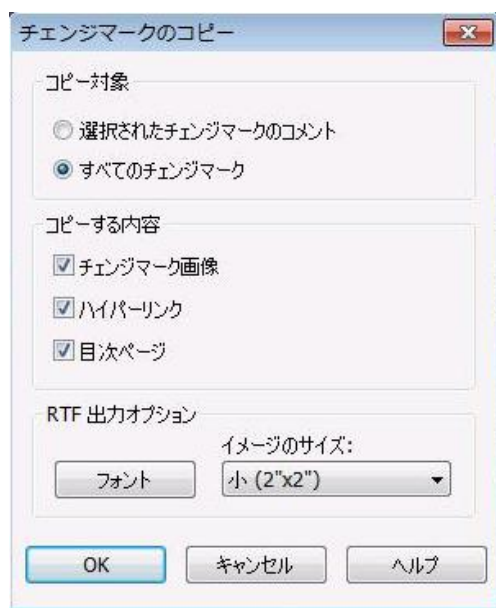 チェンジマークのコピー
コピー対象
選択されたチェンジマークのコメント
すべてのチェンジマーク
コピーする内容
チェンジマーク画像
ハイパーリンク
目次ページ
RTF 出力オプション
イメージのサイズ:
フォント
小 (2"x2")
OK
キャンセル
ヘルプ